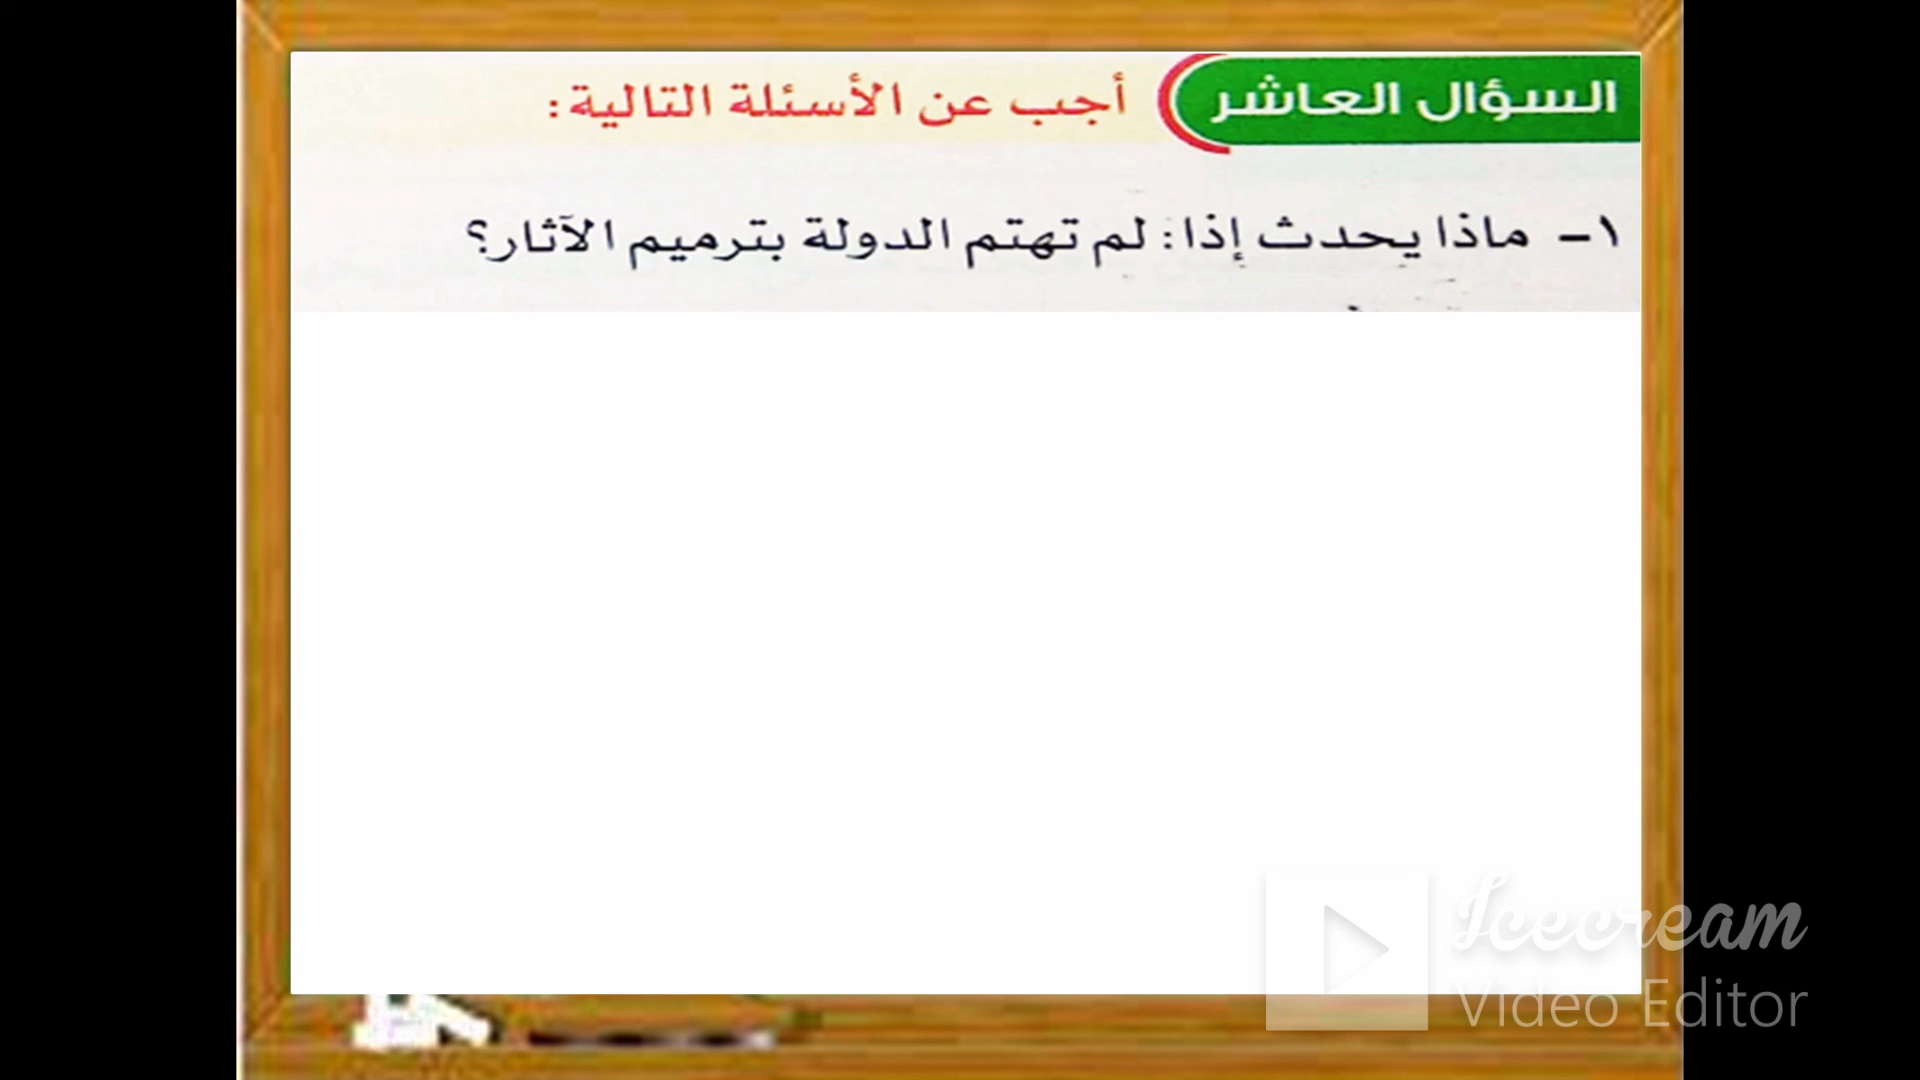 السؤال العاشر أجب عن الأسئلة التالية:
١- ماذا يحدث إذا: لم تهتم الدولة بترميم الآثار؟
Icecream
Video Editor